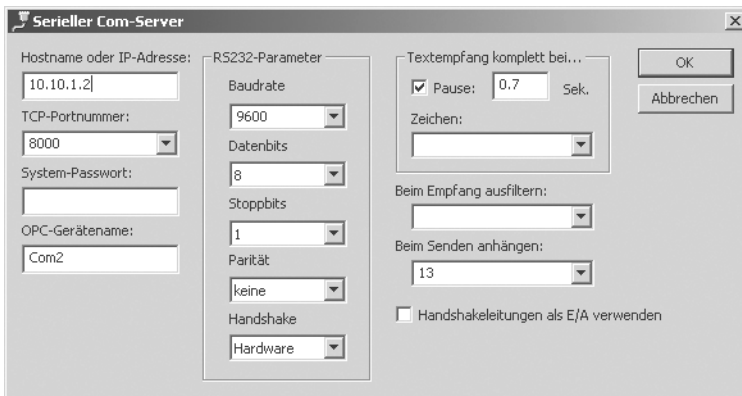 Serieller Com-Server
Hostname oder IP-Adresse:
10.10.1.2
TCP-Portnummer:
8000
System-Passwort:
OPC-Gerätename:
Com2
RS232-Parameter
Baudrate
9600
Datenbits
8
Stoppbits
1
Parität
keine
Handshake
Hardware
Textempfang komplett bei...
Pause: 0.7 Sek.
Zeichen:
Beim Empfang ausfiltern:
Beim Senden anhängen:
13
Handshakeleitungen als E/A verwenden
OK
Abbrechen